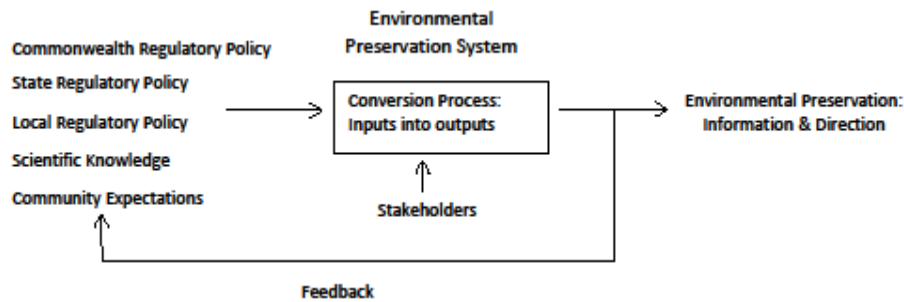 Environmental
Preservation System
Commonwealth Regulatory Policy
State Regulatory Policy
Local Regulatory Policy
Scientific Knowledge
Community Expectations
Conversion Process:
Inputs into outputs
Stakeholders
Environmental Preservation:
Information & Direction
Feedback